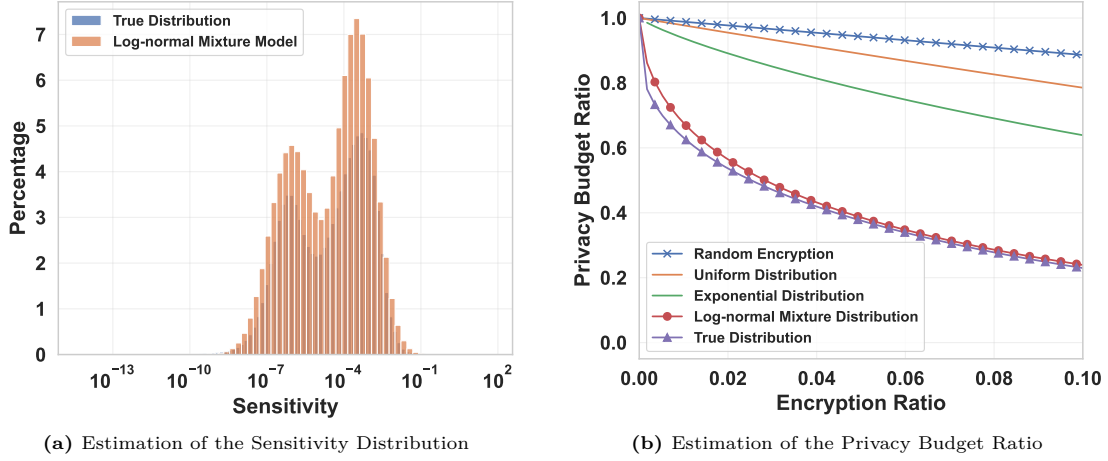 True Distribution
Log-normal Mixture Model
Percentage
7
6
5
4
3
2
1
0
10⁻¹³
10⁻¹⁰
10⁻⁷
10⁻⁴
10⁻¹
10²
Sensitivity
(a) Estimation of the Sensitivity Distribution
Privacy Budget Ratio
1.0
0.8
0.6
0.4
0.2
0.0
Random Encryption
Uniform Distribution
Exponential Distribution
Log-normal Mixture Distribution
True Distribution
0.00
0.02
0.04
0.06
0.08
0.10
Encryption Ratio
(b) Estimation of the Privacy Budget Ratio